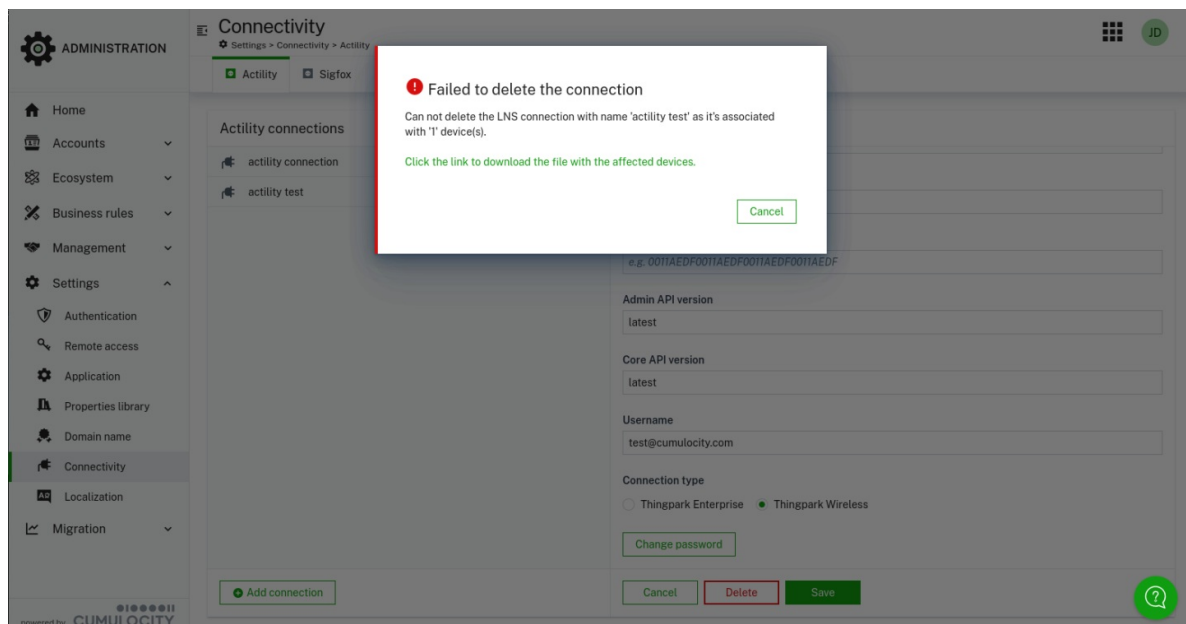 ADMINISTRATION
Connectivity
Settings > Connectivity > Actility
JD
Actility
Sigfox
Home
Accounts
Ecosystem
Business rules
Management
Settings
Authentication
Remote access
Application
Properties library
Domain name
Connectivity
Localization
Migration
powered by CUMULOCITY
Actility connections
actility connection
actility test
Add connection
Failed to delete the connection
Can not delete the LNS connection with name 'actility test' as it's associated
with '1' device(s).
Click the link to download the file with the affected devices.
Cancel
e.g. 0011AEDF0011AEDF0011AEDF0011AEDF
Admin API version
latest
Core API version
latest
Username
test@cumulocity.com
Connection type
Thingpark Enterprise
Thingpark Wireless
Change password
Cancel
Delete
Save